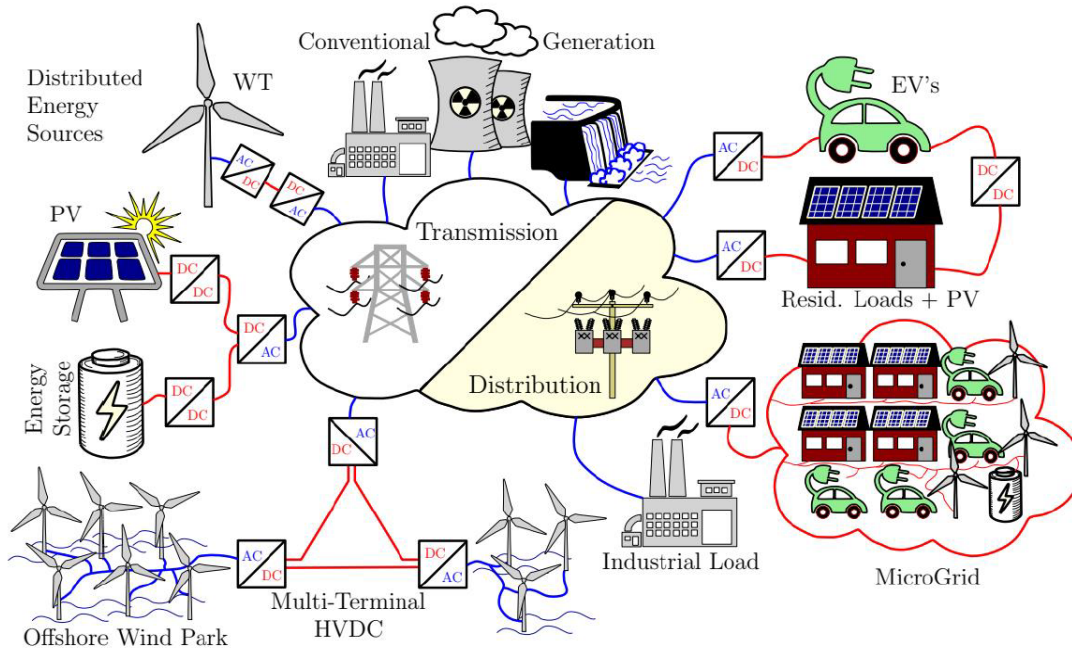 Conventional Generation
Distributed
Energy
Sources
WT
EV's
AC
DC
DC
AC
AC
DC
DC
DC
PV
Transmission
DC
DC
AC
DC
DC
AC
Resid. Loads + PV
Energy
Storage
DC
DC
Distribution
AC
DC
AC
DC
AC
DC
DC
AC
Industrial Load
MicroGrid
Multi-Terminal
HVDC
Offshore Wind Park